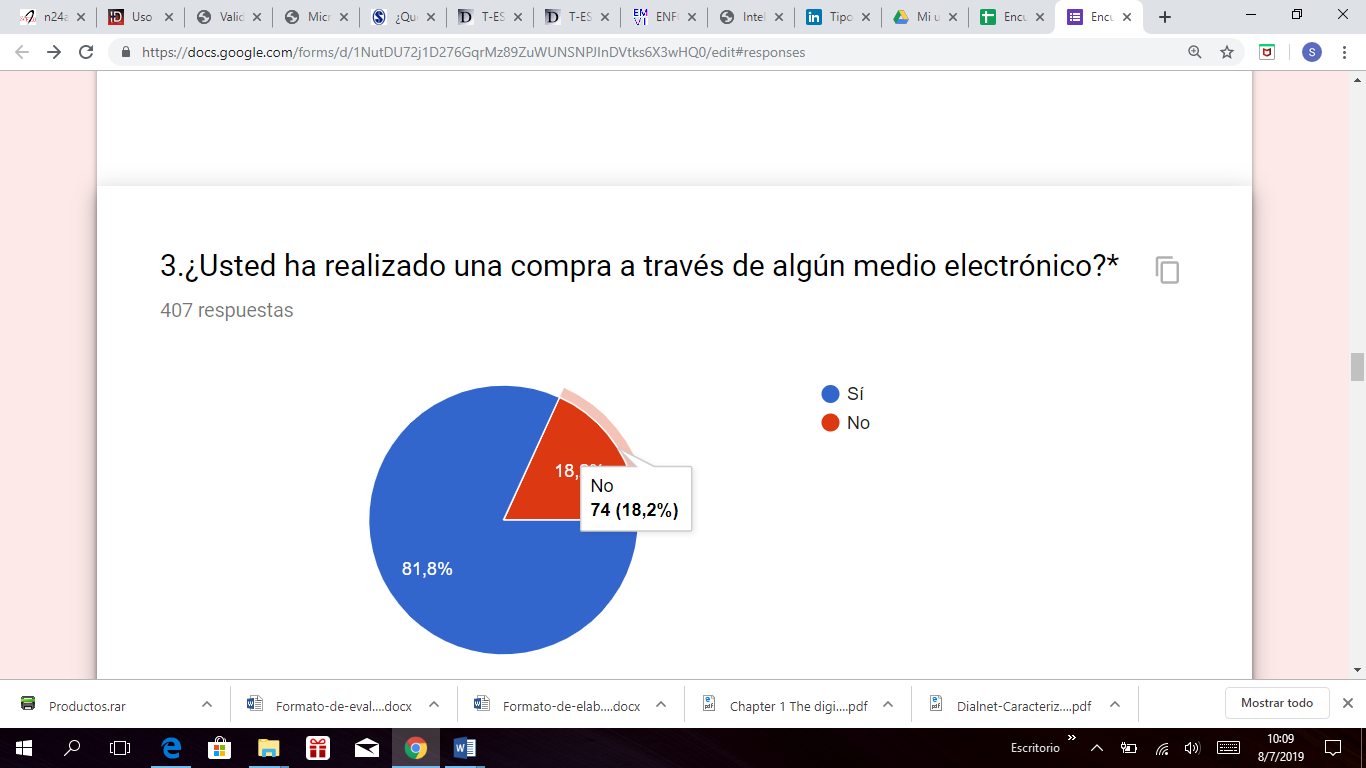 n24a
Uso
Valid
Micr
¿Qu
T-ES
T-ES
ENF
Intel
Tipo
Mi u
Encu
Encu
https://docs.google.com/forms/d/1NutDU72j1D276GqrMz89ZuWUNSNPJInDVtks6X3wHQ0/edit#responses
S
3.¿Usted ha realizado una compra a través de algún medio electrónico?*
407 respuestas
Sí
No
18,
No
74 (18,2%)
81,8%
Productos.rar
Formato-de-eval....docx
Formato-de-elab....docx
Chapter 1 The digi....pdf
Dialnet-Caracteriz....pdf
Mostrar todo
Escritorio
10:09
8/7/2019